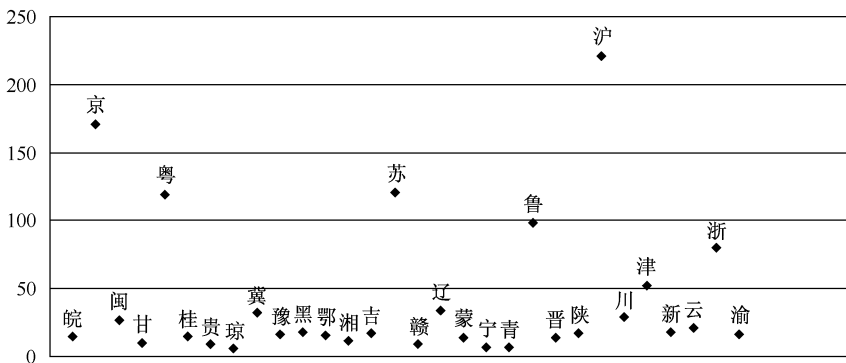 250
200
150
100
50
0
皖
京
闽
甘
粤
桂
贵
琼
冀
豫
黑
鄂
湘
吉
苏
赣
辽
蒙
宁
青
鲁
晋
陕
沪
川
津
新
云
浙
渝